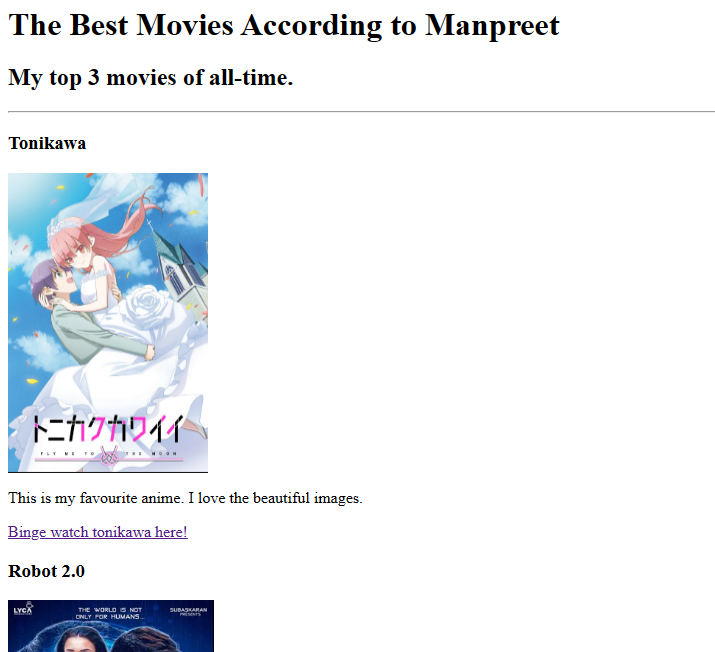 The Best Movies According to Manpreet
My top 3 movies of all-time.
Tonikawa
トニカクカワイイ
FLY ME TO THE MOON
This is my favourite anime. I love the beautiful images.
Binge watch tonikawa here!
Robot 2.0
LYCA
THE WORLD IS NOT
ONLY FOR HUMANS...
SUBASKARAN
PRESENTS